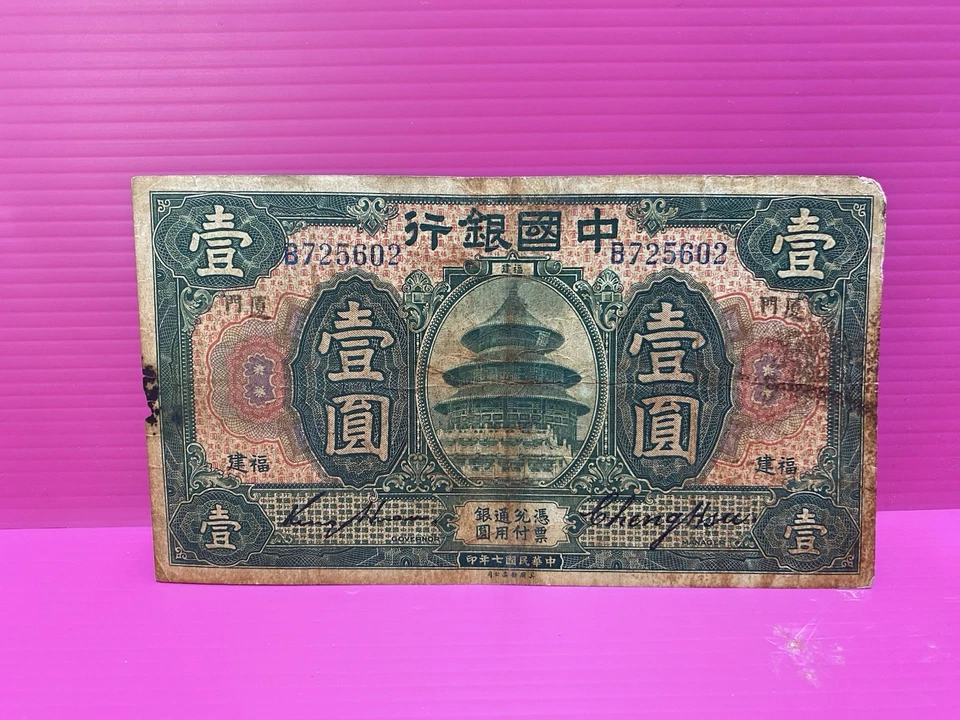 中國銀行
壹
壹
B725602
B725602
福建
廈門
廈門
壹圓
壹圓
福建
福建
憑票
兌付
通用
銀圓
Cheng Hsu
GOVERNOR
壹
壹
中華民國七年印